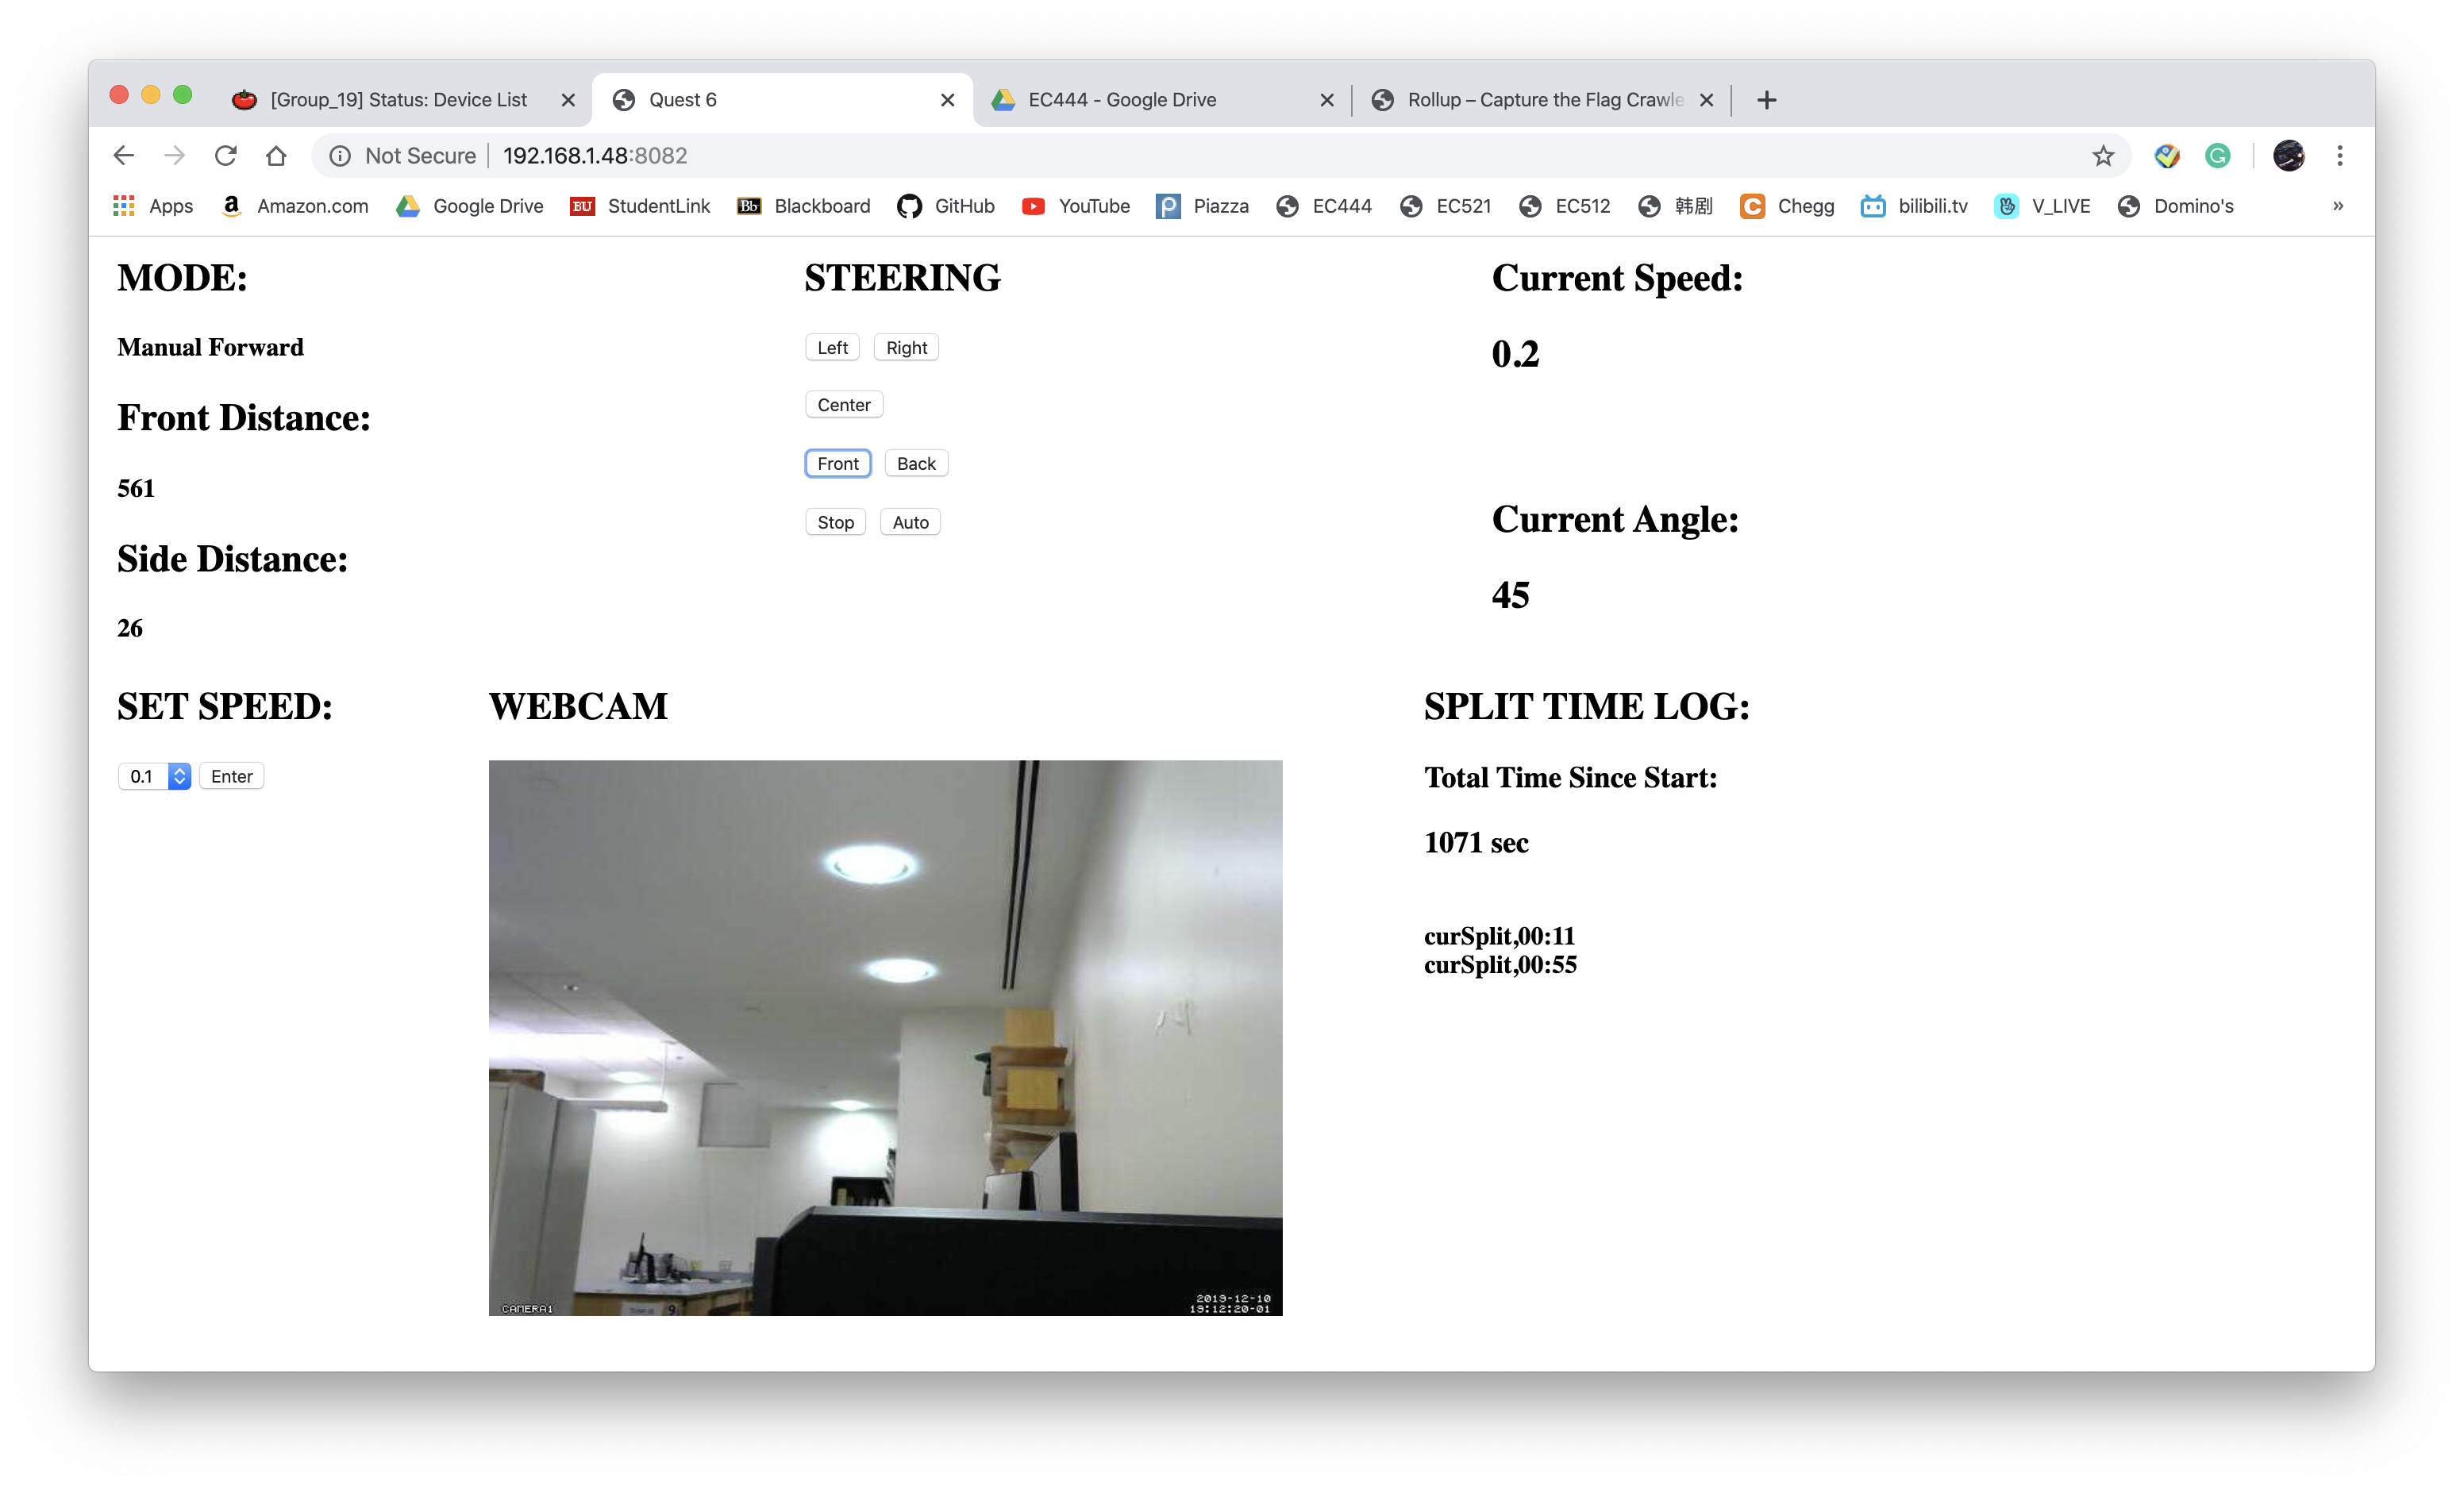 [Group_19] Status: Device List
Quest 6
EC444 - Google Drive
Rollup – Capture the Flag Crawle
Not Secure 192.168.1.48:8082
Apps Amazon.com Google Drive BU StudentLink Bb Blackboard GitHub YouTube Piazza EC444 EC521 EC512 韩剧 Chegg bilibili.tv V_LIVE Domino's »
MODE:
Manual Forward
Front Distance:
561
Side Distance:
26
STEERING
Left Right
Center
Front Back
Stop Auto
Current Speed:
0.2
Current Angle:
45
SET SPEED:
0.1 Enter
WEBCAM
CAMERA1
2019-12-10
19:12:20-01
9
SPLIT TIME LOG:
Total Time Since Start:
1071 sec
curSplit,00:11
curSplit,00:55